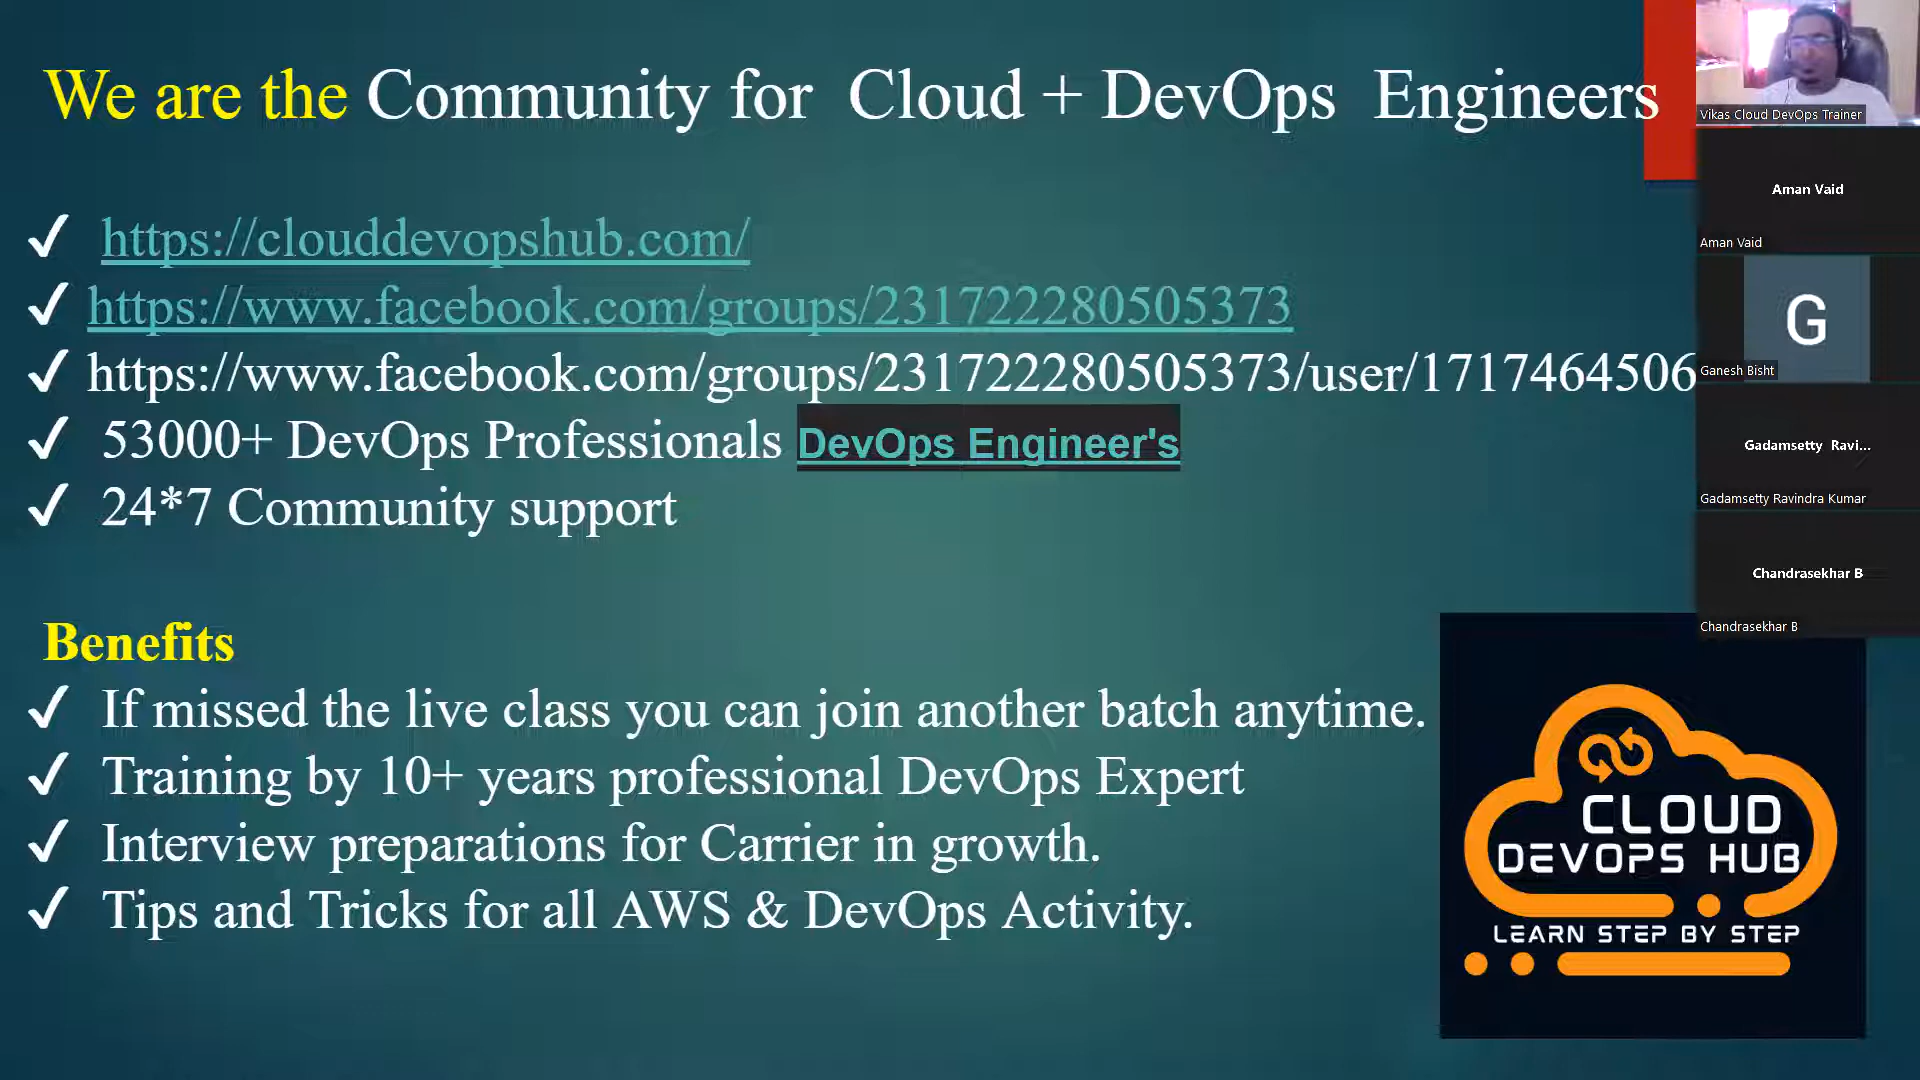 We are the Community for Cloud + DevOps Engineers
https://clouddevopshub.com/
https://www.facebook.com/groups/231722280505373
https://www.facebook.com/groups/231722280505373/user/1717464506
53000+ DevOps Professionals DevOps Engineer's
24*7 Community support
Benefits
If missed the live class you can join another batch anytime.
Training by 10+ years professional DevOps Expert
Interview preparations for Carrier in growth.
Tips and Tricks for all AWS & DevOps Activity.
Vikas Cloud DevOps Trainer
Aman Vaid
Aman Vaid
G
Ganesh Bisht
Gadamsetty Ravi...
Gadamsetty Ravindra Kumar
Chandrasekhar B
Chandrasekhar B
CLOUD
DEVOPS HUB
LEARN STEP BY STEP